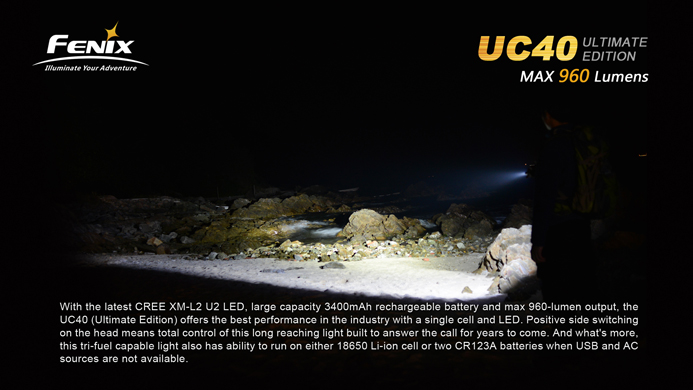 FENIX
Illuminate Your Adventure
UC40 ULTIMATE
EDITION
MAX 960 Lumens
With the latest CREE XM-L2 U2 LED, large capacity 3400mAh rechargeable battery and max 960-lumen output, the
UC40 (Ultimate Edition) offers the best performance in the industry with a single cell and LED. Positive side switching
on the head means total control of this long reaching light built to answer the call for years to come. And what's more,
this tri-fuel capable light also has ability to run on either 18650 Li-ion cell or two CR123A batteries when USB and AC
sources are not available.